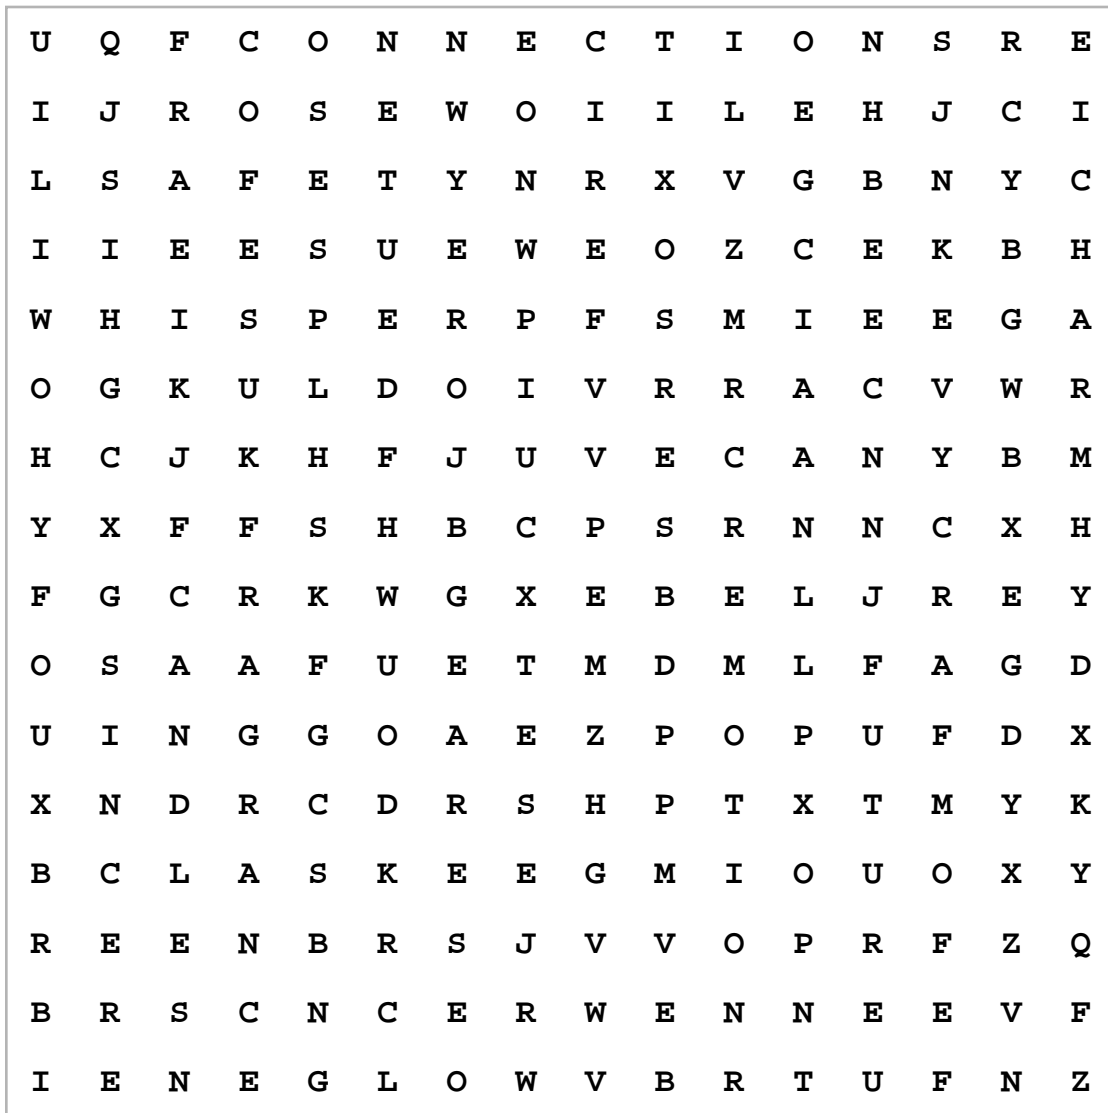 U Q F C O N N E C T I O N S R E
I J R O S E W O I I L E H J C I
L S A F E T Y N R X V G B N Y C
I I E E S U E W E O Z C E K B H
W H I S P E R P F S M I E E G A
O G K U L D O I V R R A C V W R
H C J K H F J U V E C A N Y B M
Y X F F S H B C P S R N N C X H
F G C R K W G X E B E L J R E Y
O S A A F U E T M D M L F A G D
U I N G G O A E Z P O P U F D X
X N D R C D R S H P T X T M Y K
B C L A S K E E G M I O U O X Y
R E E N B R S J V V O P R F Z Q
B R S C N C E R W E N N E E V F
I E N E G L O W V B R T U F N Z